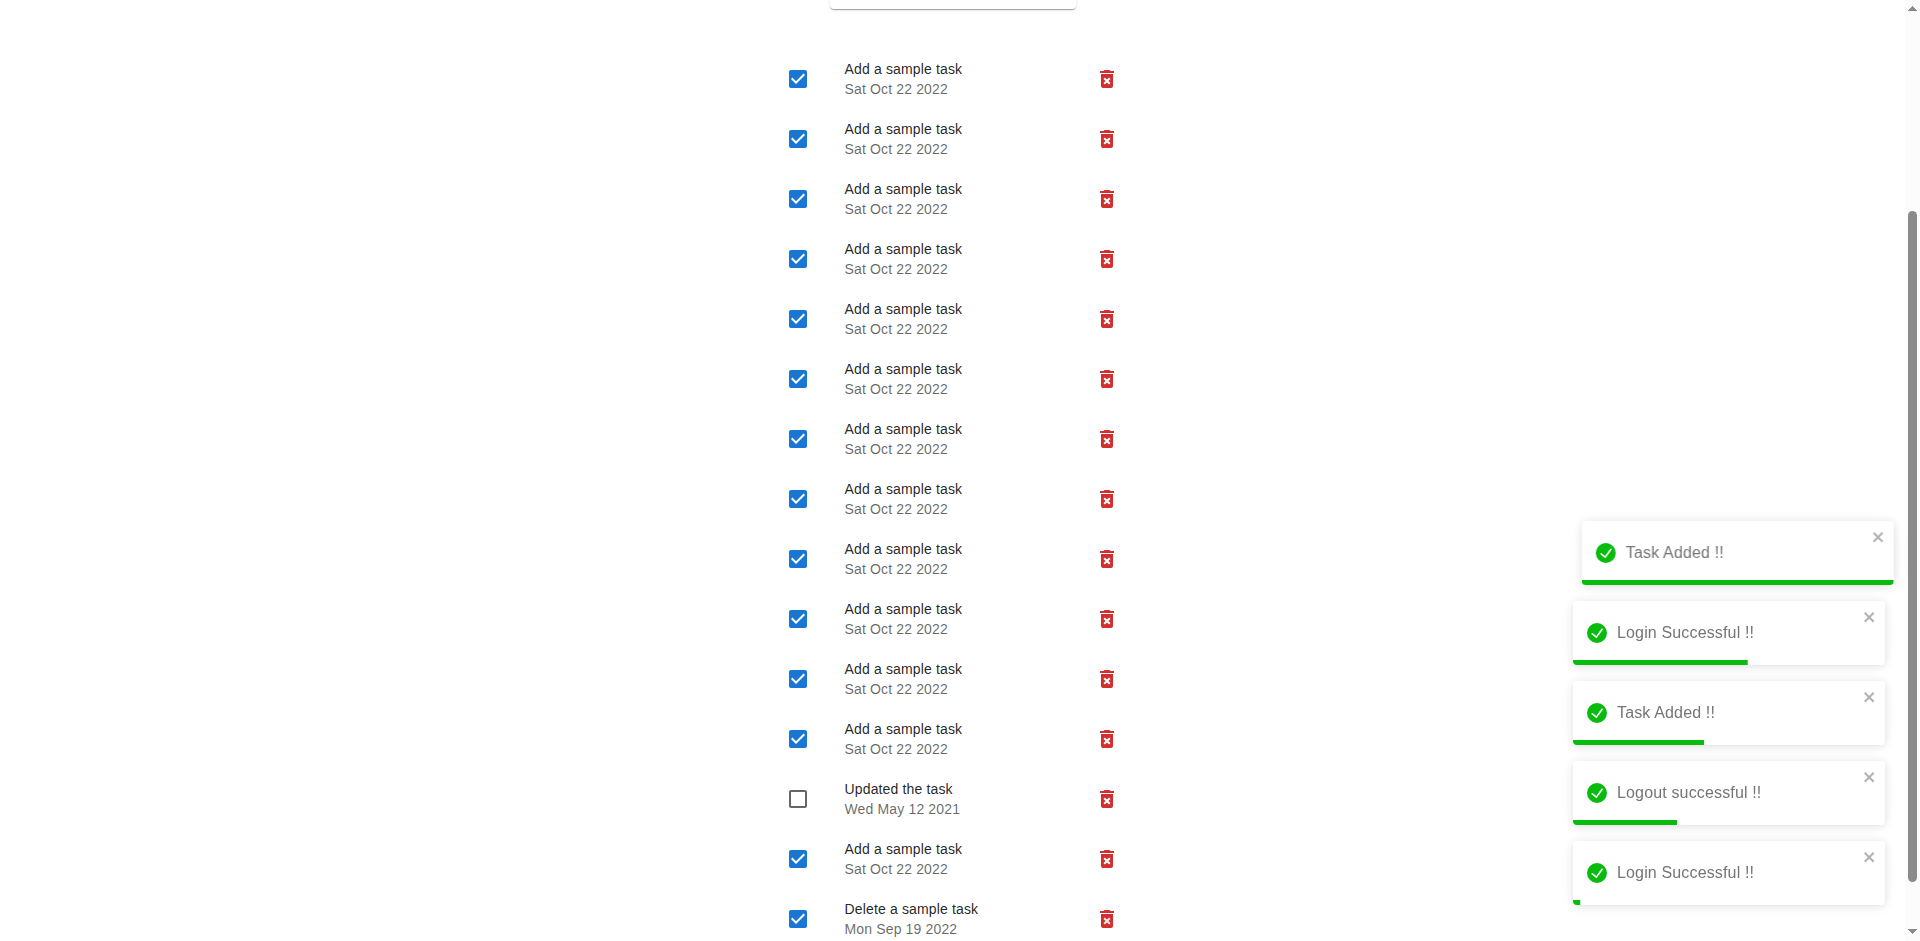 Add a sample task
Sat Oct 22 2022
Add a sample task
Sat Oct 22 2022
Add a sample task
Sat Oct 22 2022
Add a sample task
Sat Oct 22 2022
Add a sample task
Sat Oct 22 2022
Add a sample task
Sat Oct 22 2022
Add a sample task
Sat Oct 22 2022
Add a sample task
Sat Oct 22 2022
Add a sample task
Sat Oct 22 2022
Add a sample task
Sat Oct 22 2022
Add a sample task
Sat Oct 22 2022
Add a sample task
Sat Oct 22 2022
Updated the task
Wed May 12 2021
Add a sample task
Sat Oct 22 2022
Delete a sample task
Mon Sep 19 2022
Task Added !!
Login Successful !!
Task Added !!
Logout successful !!
Login Successful !!